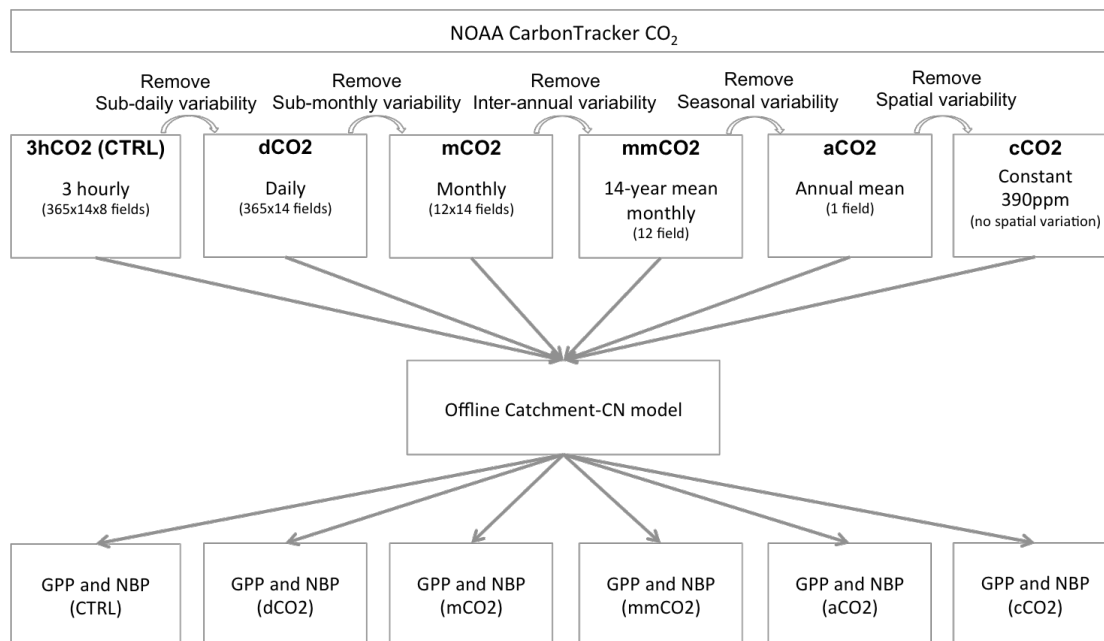 NOAA CarbonTracker CO₂
Remove
Sub-daily variability
Remove
Sub-monthly variability
Remove
Inter-annual variability
Remove
Seasonal variability
Remove
Spatial variability
3hCO2 (CTRL)
3 hourly
(365x14x8 fields)
dCO2
Daily
(365x14 fields)
mCO2
Monthly
(12x14 fields)
mmCO2
14-year mean
monthly
(12 field)
aCO2
Annual mean
(1 field)
cCO2
Constant
390ppm
(no spatial variation)
Offline Catchment-CN model
GPP and NBP
(CTRL)
GPP and NBP
(dCO2)
GPP and NBP
(mCO2)
GPP and NBP
(mmCO2)
GPP and NBP
(aCO2)
GPP and NBP
(cCO2)